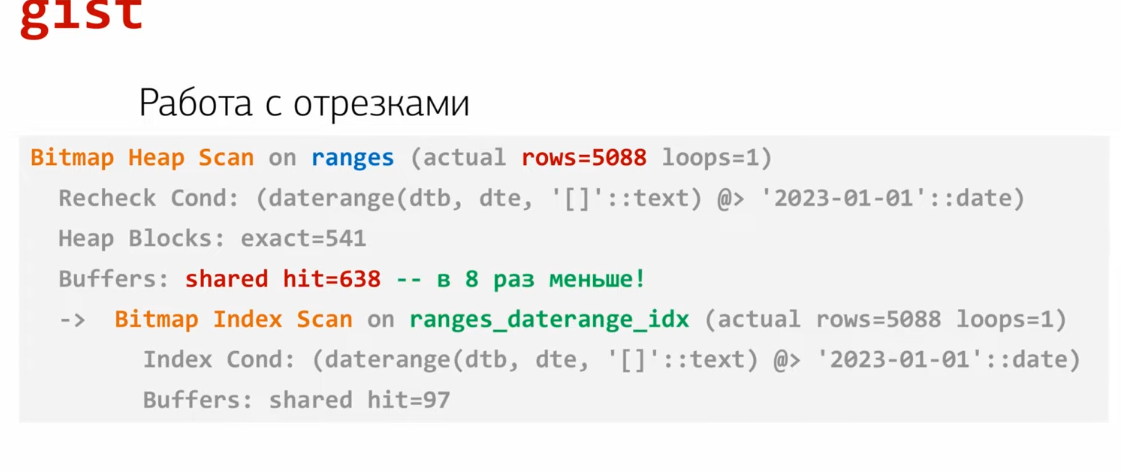 gist
Работа с отрезками
Bitmap Heap Scan on ranges (actual rows=5088 loops=1)
Recheck Cond: (daterange(dtb, dte, '[]'::text) @> '2023-01-01'::date)
Heap Blocks: exact=541
Buffers: shared hit=638 -- в 8 раз меньше!
-> Bitmap Index Scan on ranges_daterange_idx (actual rows=5088 loops=1)
Index Cond: (daterange(dtb, dte, '[]'::text) @> '2023-01-01'::date)
Buffers: shared hit=97